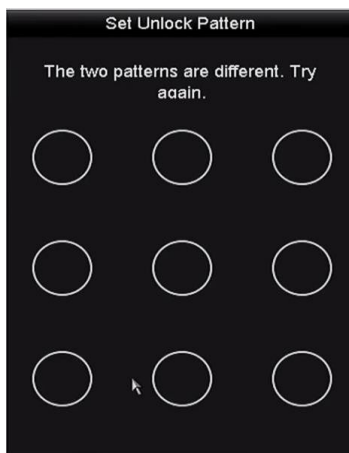 Set Unlock Pattern
The two patterns are different. Try
again.